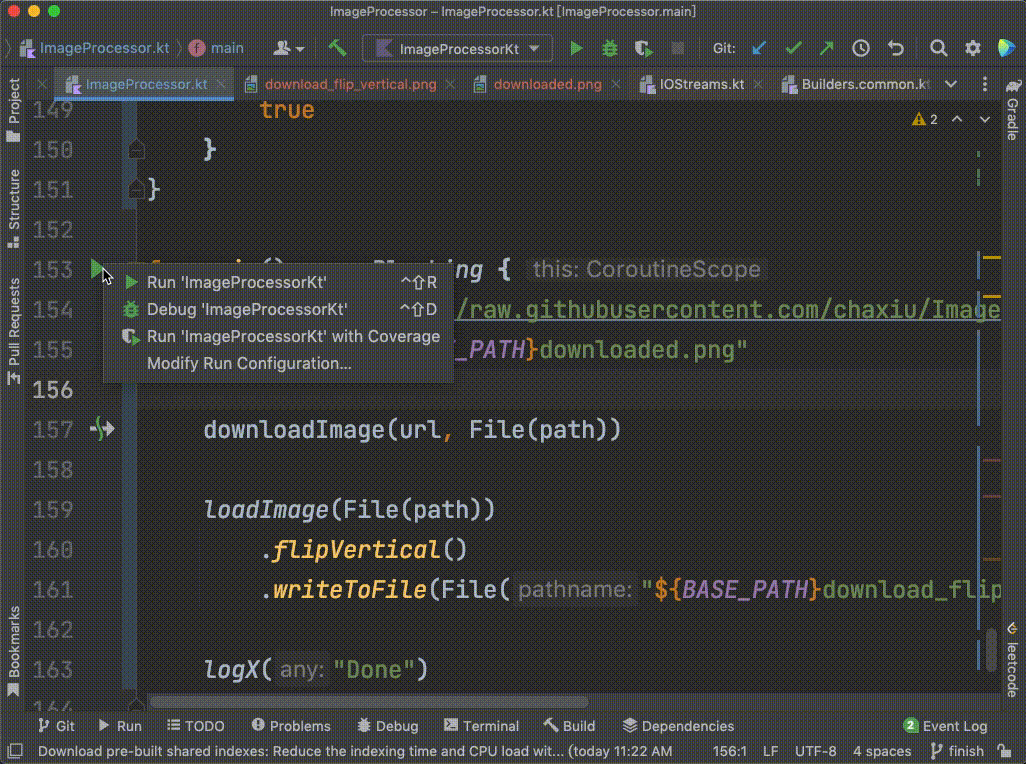 ImageProcessor – ImageProcessor.kt [ImageProcessor.main]
ImageProcessor.kt main ImageProcessorKt Git:
ImageProcessor.kt download_flip_vertical.png downloaded.png IOStreams.kt Builders.common.kt
Project
Structure
Pull Requests
Bookmarks
Gradle
leetcode
2
149 true
150 }
151 }
152
153 { this: CoroutineScope
154 /raw.githubusercontent.com/chaxiu/Image
155 _PATH}downloaded.png"
156
157 downloadImage(url, File(path))
158
159 loadImage(File(path))
160 .flipVertical()
161 .writeToFile(File( pathname: "${BASE_PATH}download_flip
162
163 logX( any: "Done")
164
Run 'ImageProcessorKt' ^⇧R
Debug 'ImageProcessorKt' ^⇧D
Run 'ImageProcessorKt' with Coverage
Modify Run Configuration...
Git Run TODO Problems Debug Terminal Build Dependencies 2 Event Log
Download pre-built shared indexes: Reduce the indexing time and CPU load wit... (today 11:22 AM 156:1 LF UTF-8 4 spaces finish